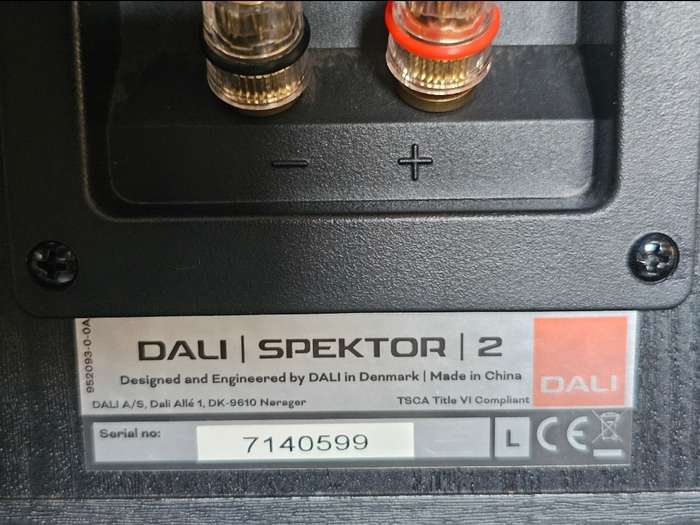 − +
952093-0-0A
DALI | SPEKTOR | 2
Designed and Engineered by DALI in Denmark | Made in China
DALI A/S, Dali Allé 1, DK-9610 Nørager
TSCA Title VI Compliant
DALI
Serial no:
7140599
L CE